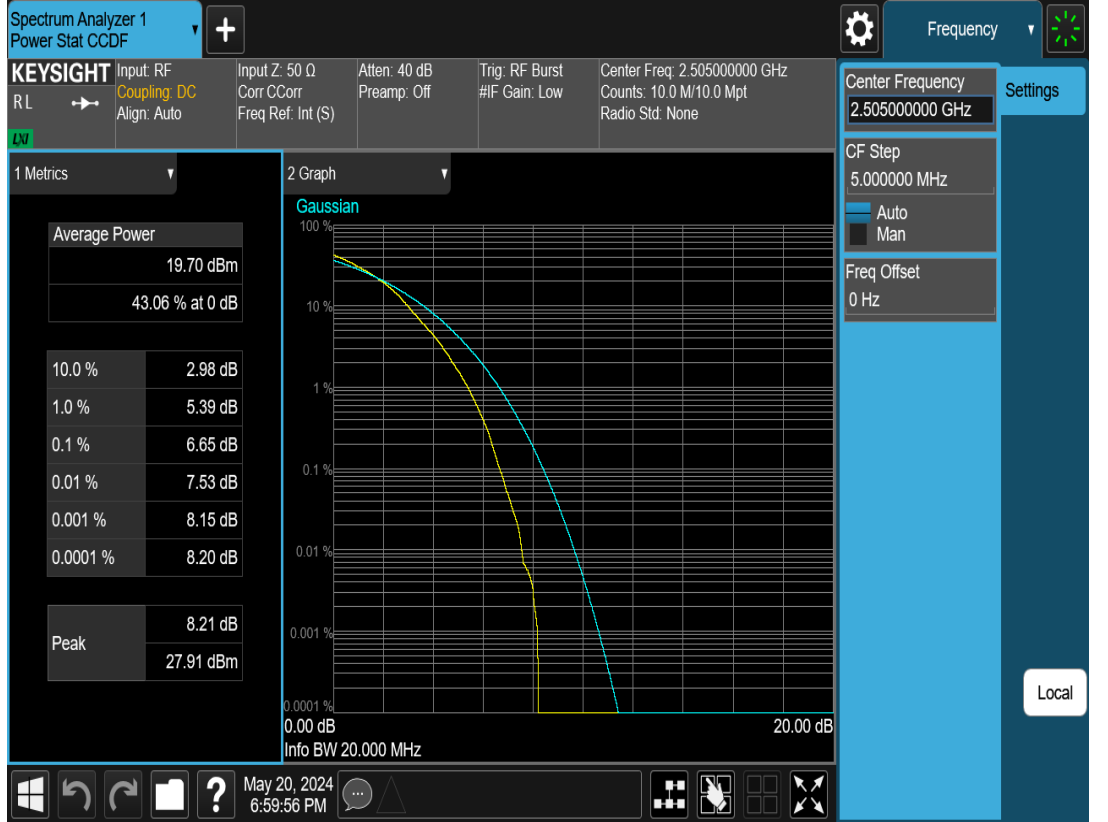 Spectrum Analyzer 1
Power Stat CCDF
+
Frequency
KEYSIGHT
RL
LXI
Input: RF
Coupling: DC
Align: Auto
Input Z: 50 Ω
Corr CCorr
Freq Ref: Int (S)
Atten: 40 dB
Preamp: Off
Trig: RF Burst
#IF Gain: Low
Center Freq: 2.505000000 GHz
Counts: 10.0 M/10.0 Mpt
Radio Std: None
Center Frequency
2.505000000 GHz
Settings
CF Step
5.000000 MHz
Auto
Man
Freq Offset
0 Hz
1 Metrics
Average Power
19.70 dBm
43.06 % at 0 dB
10.0 % 2.98 dB
1.0 % 5.39 dB
0.1 % 6.65 dB
0.01 % 7.53 dB
0.001 % 8.15 dB
0.0001 % 8.20 dB
Peak
8.21 dB
27.91 dBm
2 Graph
Gaussian
100 %
10 %
1 %
0.1 %
0.01 %
0.001 %
0.0001 %
0.00 dB 20.00 dB
Info BW 20.000 MHz
Local
?
May 20, 2024
6:59:56 PM